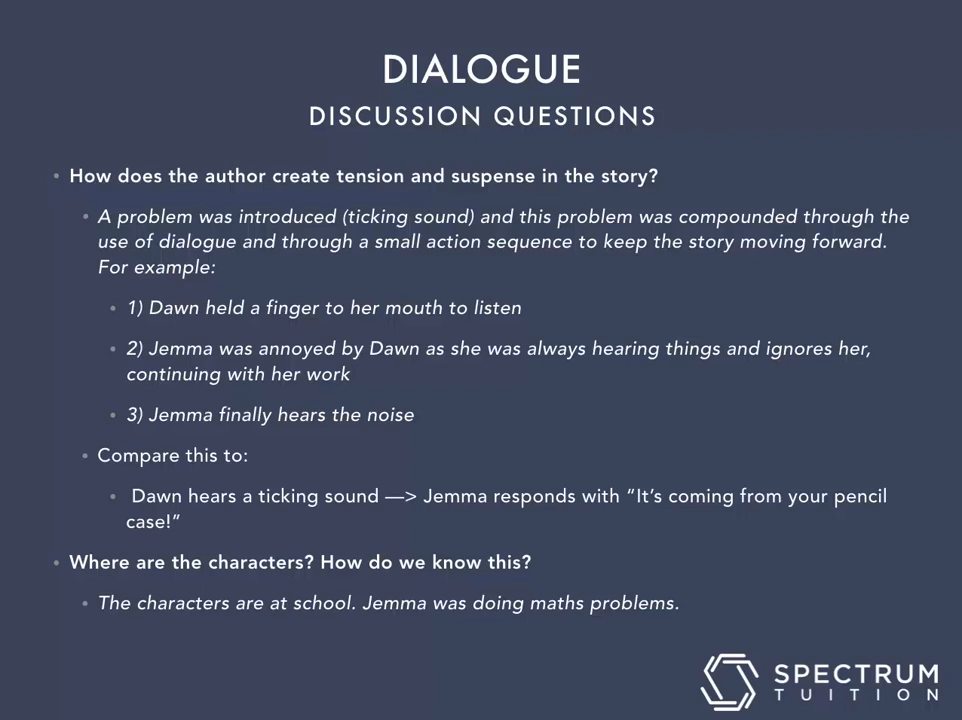 DIALOGUE
DISCUSSION QUESTIONS
• How does the author create tension and suspense in the story?
• A problem was introduced (ticking sound) and this problem was compounded through the
use of dialogue and through a small action sequence to keep the story moving forward.
For example:
• 1) Dawn held a finger to her mouth to listen
• 2) Jemma was annoyed by Dawn as she was always hearing things and ignores her,
continuing with her work
• 3) Jemma finally hears the noise
• Compare this to:
• Dawn hears a ticking sound —> Jemma responds with “It’s coming from your pencil
case!”
• Where are the characters? How do we know this?
• The characters are at school. Jemma was doing maths problems.
SPECTRUM
TUITION